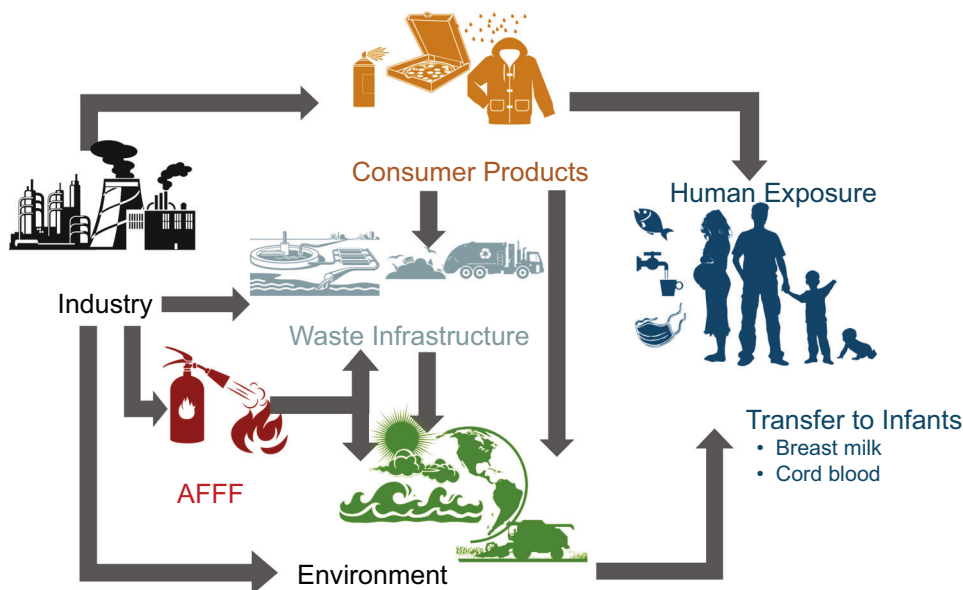 Consumer Products
Human Exposure
Industry
Waste Infrastructure
Transfer to Infants
• Breast milk
• Cord blood
AFFF
Environment